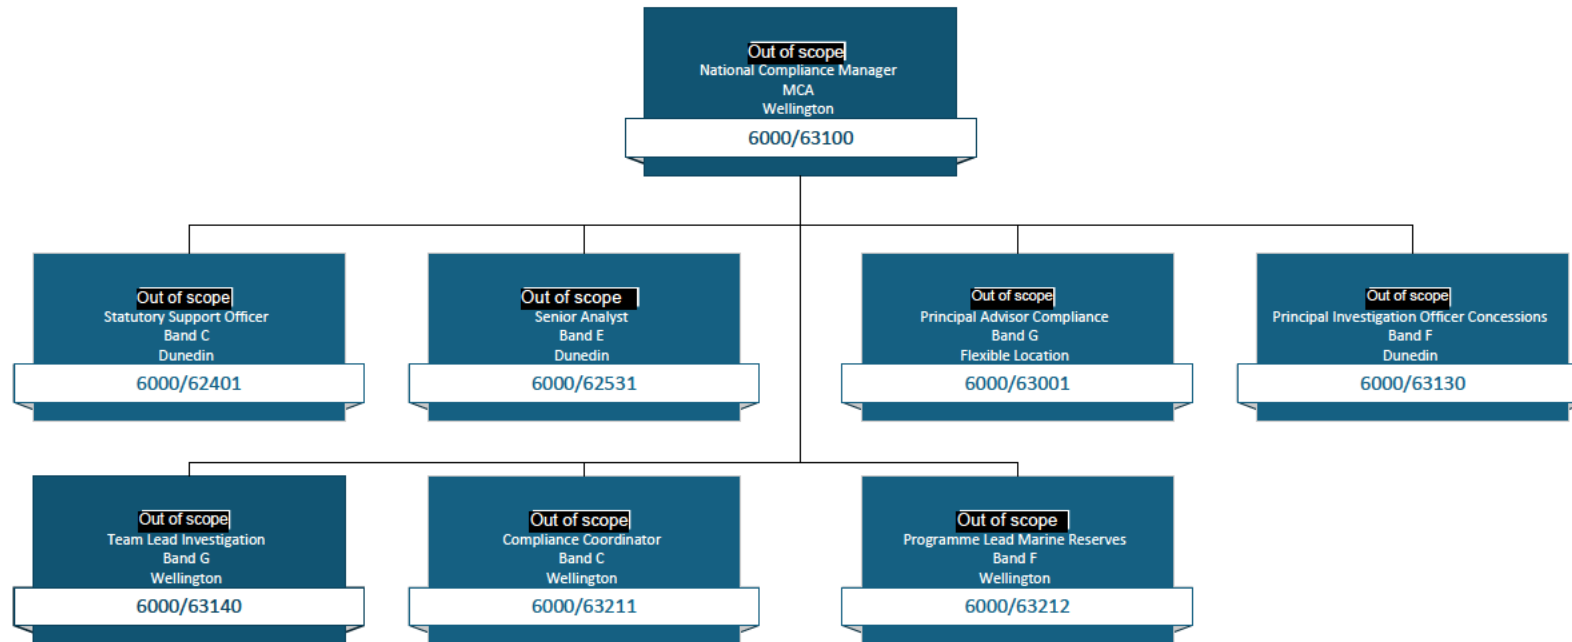 Out of scope
National Compliance Manager
MCA
Wellington
6000/63100
Out of scope
Statutory Support Officer
Band C
Dunedin
6000/62401
Out of scope
Senior Analyst
Band E
Dunedin
6000/62531
Out of scope
Principal Advisor Compliance
Band G
Flexible Location
6000/63001
Out of scope
Principal Investigation Officer Concessions
Band F
Dunedin
6000/63130
Out of scope
Team Lead Investigation
Band G
Wellington
6000/63140
Out of scope
Compliance Coordinator
Band C
Wellington
6000/63211
Out of scope
Programme Lead Marine Reserves
Band F
Wellington
6000/63212